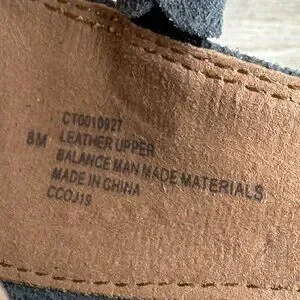 CT0010927
8M LEATHER UPPER
BALANCE MAN MADE MATERIALS
MADE IN CHINA
CCOJ19